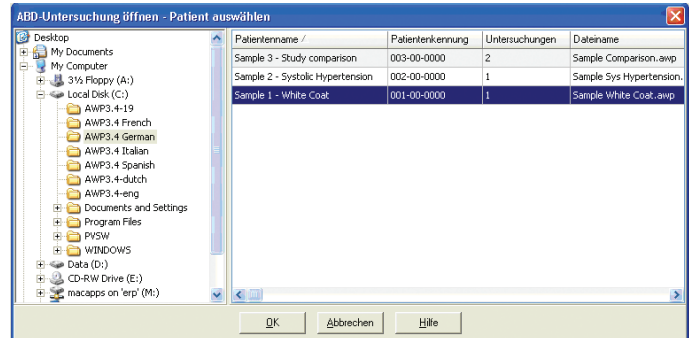 ABD-Untersuchung öffnen - Patient auswählen
Desktop
My Documents
My Computer
3½ Floppy (A:)
Local Disk (C:)
AWP3.4-19
AWP3.4 French
AWP3.4 German
AWP3.4 Italian
AWP3.4 Spanish
AWP3.4-dutch
AWP3.4-eng
Documents and Settings
Program Files
PVSW
WINDOWS
Data (D:)
CD-RW Drive (E:)
macapps on 'erp' (M:)
Patientenname Patientenkennung Untersuchungen Dateiname
Sample 3 - Study comparison 003-00-0000 2 Sample Comparison.awp
Sample 2 - Systolic Hypertension 002-00-0000 1 Sample Sys Hypertension.
Sample 1 - White Coat 001-00-0000 1 Sample White Coat.awp
OK Abbrechen Hilfe